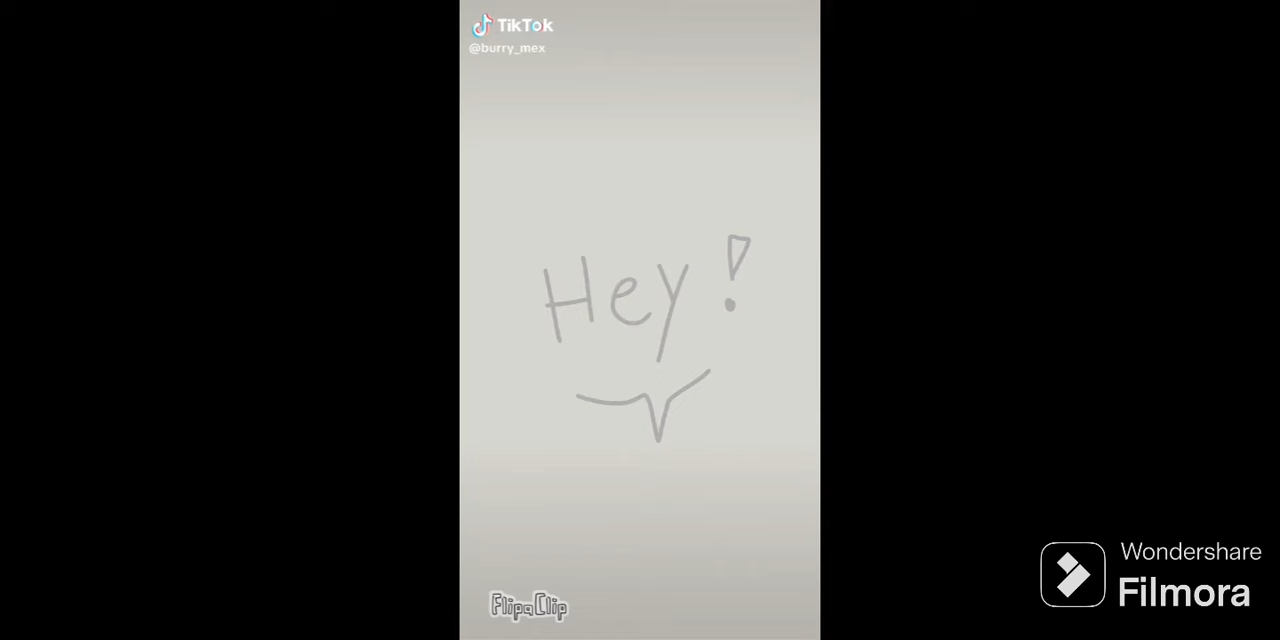 TikTok
@burry_mex
Hey!
FlipaClip
Wondershare
Filmora